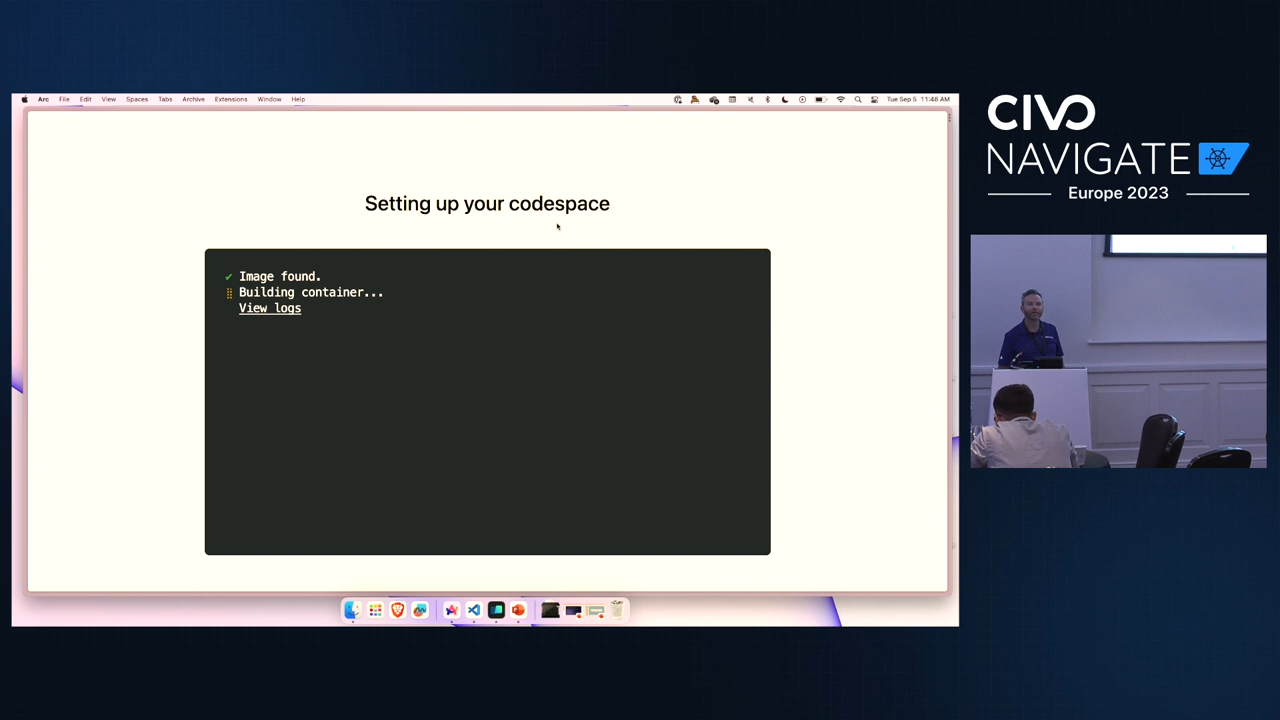 Arc File Edit View Spaces Tabs Archive Extensions Window Help
Tue Sep 5 11:48 AM
Setting up your codespace
✔ Image found.
Building container...
View logs
CIVO
NAVIGATE
Europe 2023